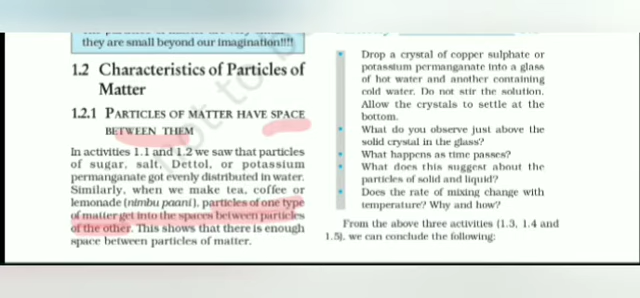 they are small beyond our imagination!!!!
1.2 Characteristics of Particles of
Matter
1.2.1 PARTICLES OF MATTER HAVE SPACE
BETWEEN THEM
In activities 1.1 and 1.2 we saw that particles
of sugar, salt, Dettol, or potassium
permanganate got evenly distributed in water.
Similarly, when we make tea, coffee or
lemonade (nimbu paani), particles of one type
of matter get into the spaces between particles
of the other. This shows that there is enough
space between particles of matter.
• Drop a crystal of copper sulphate or
potassium permanganate into a glass
of hot water and another containing
cold water. Do not stir the solution.
Allow the crystals to settle at the
bottom.
• What do you observe just above the
solid crystal in the glass?
• What happens as time passes?
• What does this suggest about the
particles of solid and liquid?
• Does the rate of mixing change with
temperature? Why and how?
From the above three activities (1.3, 1.4 and
1.5), we can conclude the following:
not to b